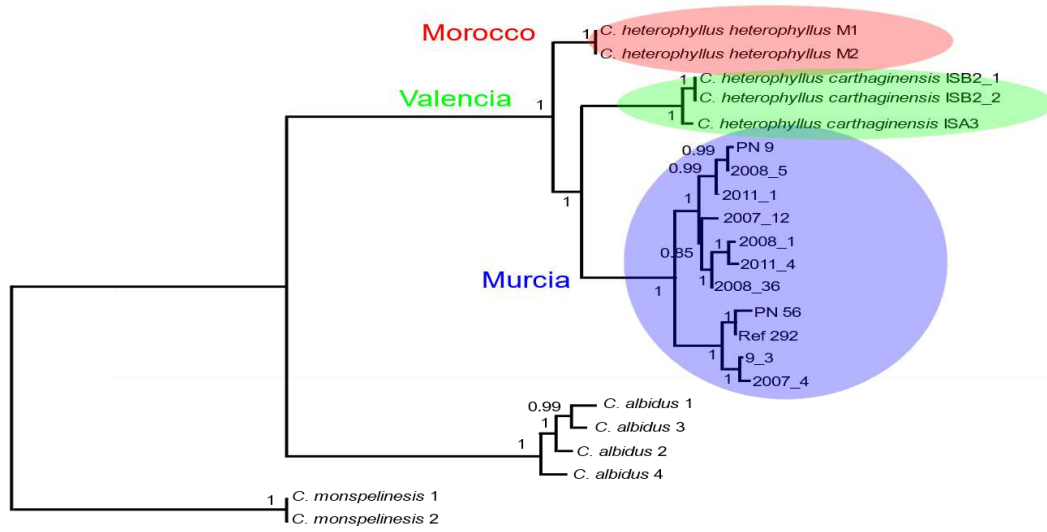 Morocco
1
C. heterophyllus heterophyllus M1
C. heterophyllus heterophyllus M2
Valencia
1
1
C. heterophyllus carthaginensis ISB2_1
C. heterophyllus carthaginensis ISB2_2
1
C. heterophyllus carthaginensis ISA3
0.99
PN 9
0.99
2008_5
2011_1
1
1
2007_12
0.85
1
2008_1
2011_4
Murcia
1
1
2008_36
PN 56
1
Ref 292
1
9_3
1
2007_4
0.99
C. albidus 1
1
C. albidus 3
1
C. albidus 2
C. albidus 4
1
C. monspelinesis 1
C. monspelinesis 2